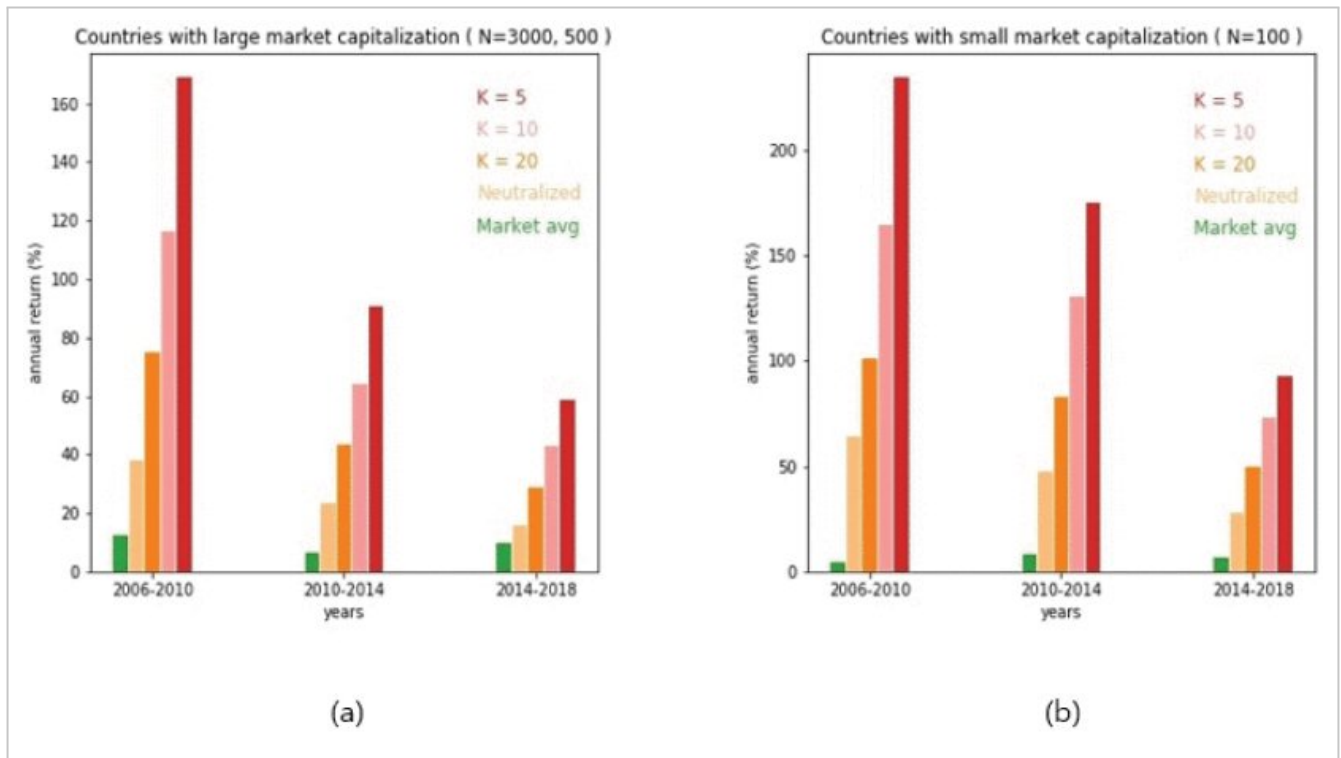 Countries with large market capitalization ( N=3000, 500 )
160
140
120
100
80
60
40
20
0
annual return (%)
K = 5
K = 10
K = 20
Neutralized
Market avg
2006-2010
2010-2014
2014-2018
years
(a)
Countries with small market capitalization ( N=100 )
200
150
100
50
0
annual return (%)
K = 5
K = 10
K = 20
Neutralized
Market avg
2006-2010
2010-2014
2014-2018
years
(b)